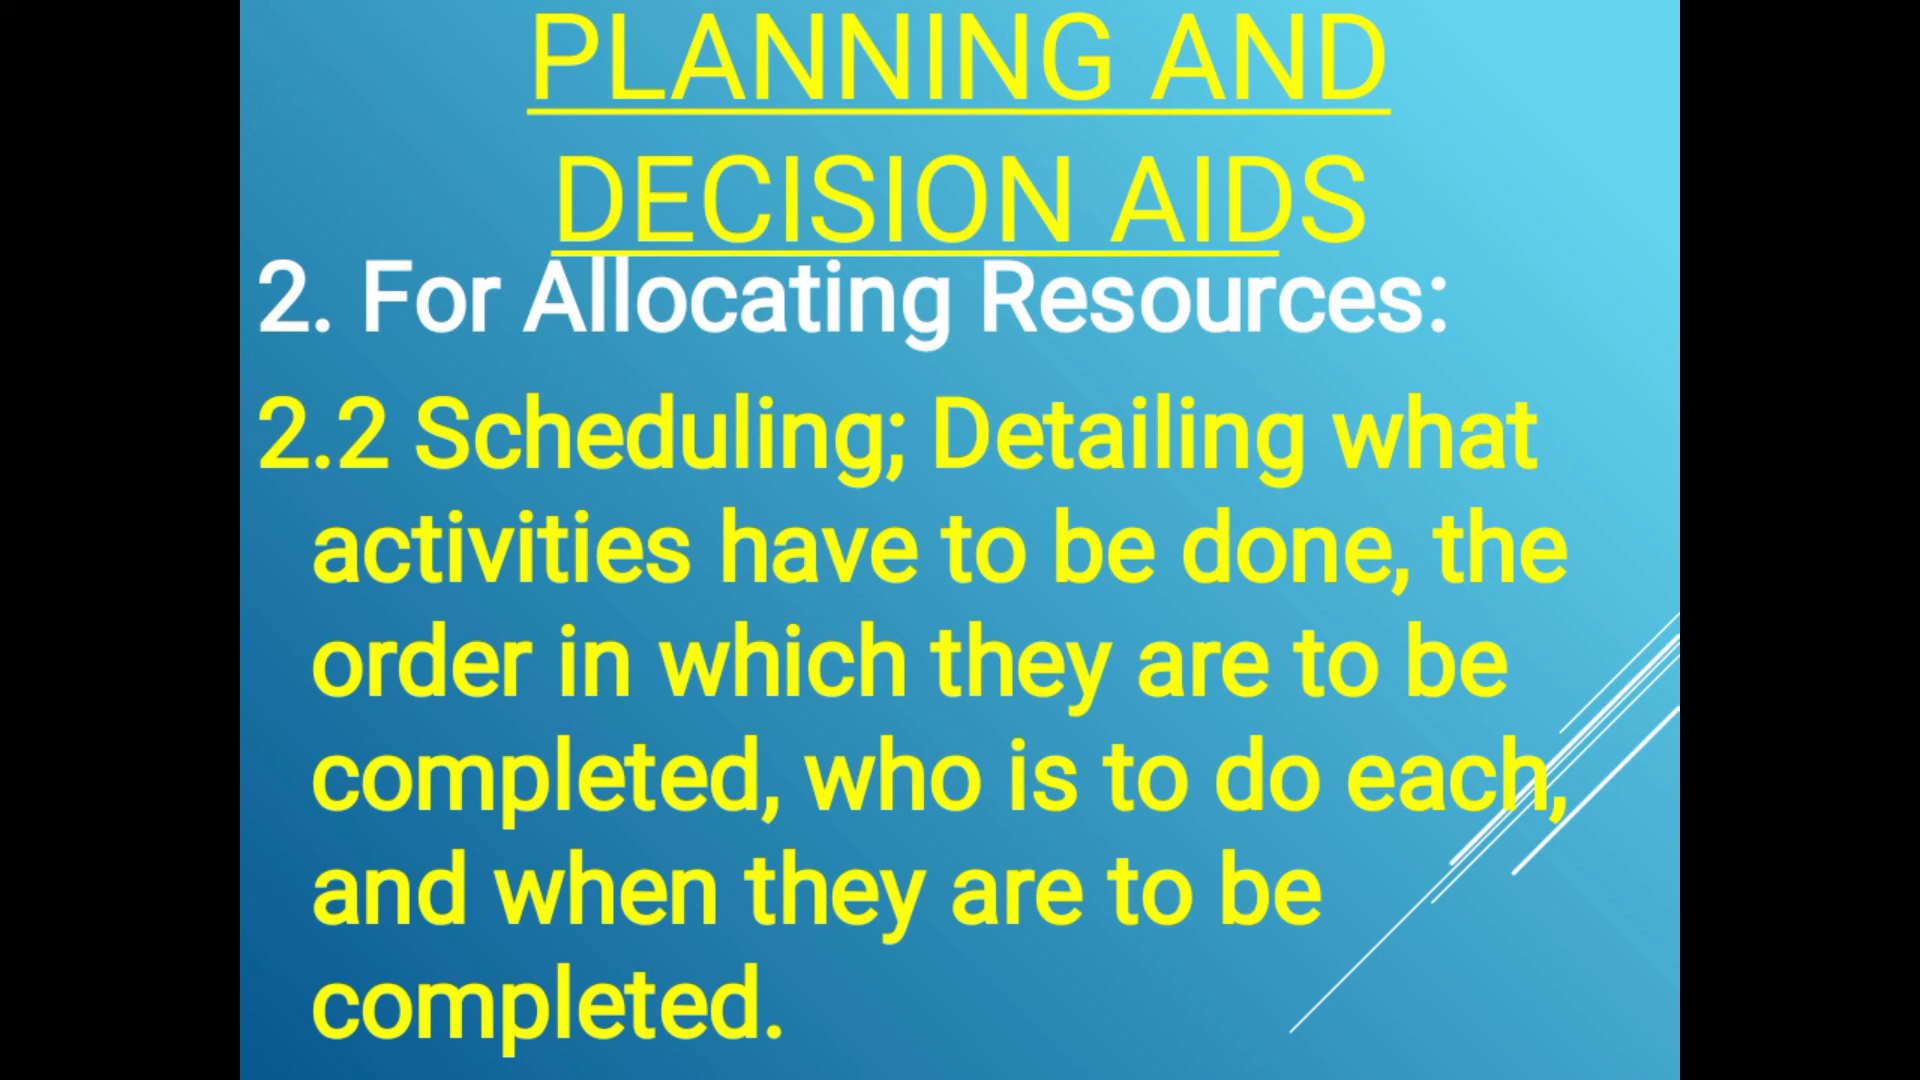 PLANNING AND
DECISION AIDS
2. For Allocating Resources:
2.2 Scheduling; Detailing what
activities have to be done, the
order in which they are to be
completed, who is to do each,
and when they are to be
completed.